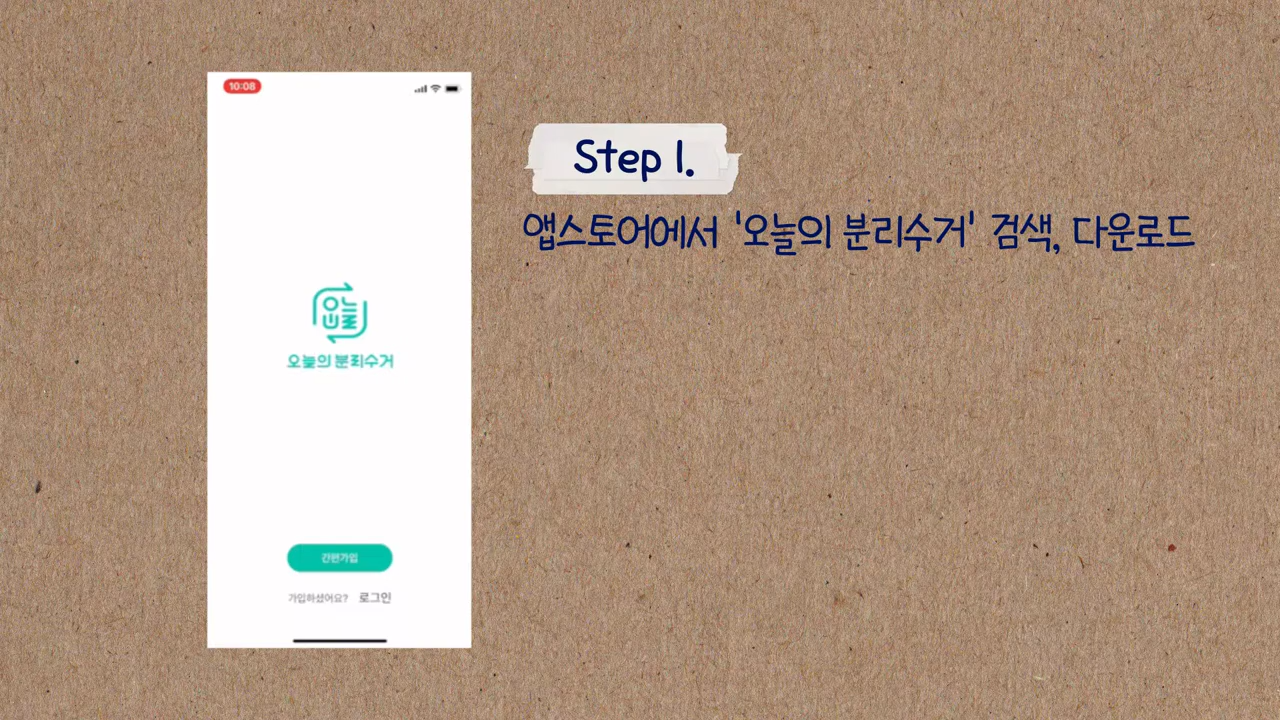 10:08
오늘의 분리수거
간편가입
가입하셨어요? 로그인
Step 1.
앱스토어에서 '오늘의 분리수거' 검색, 다운로드